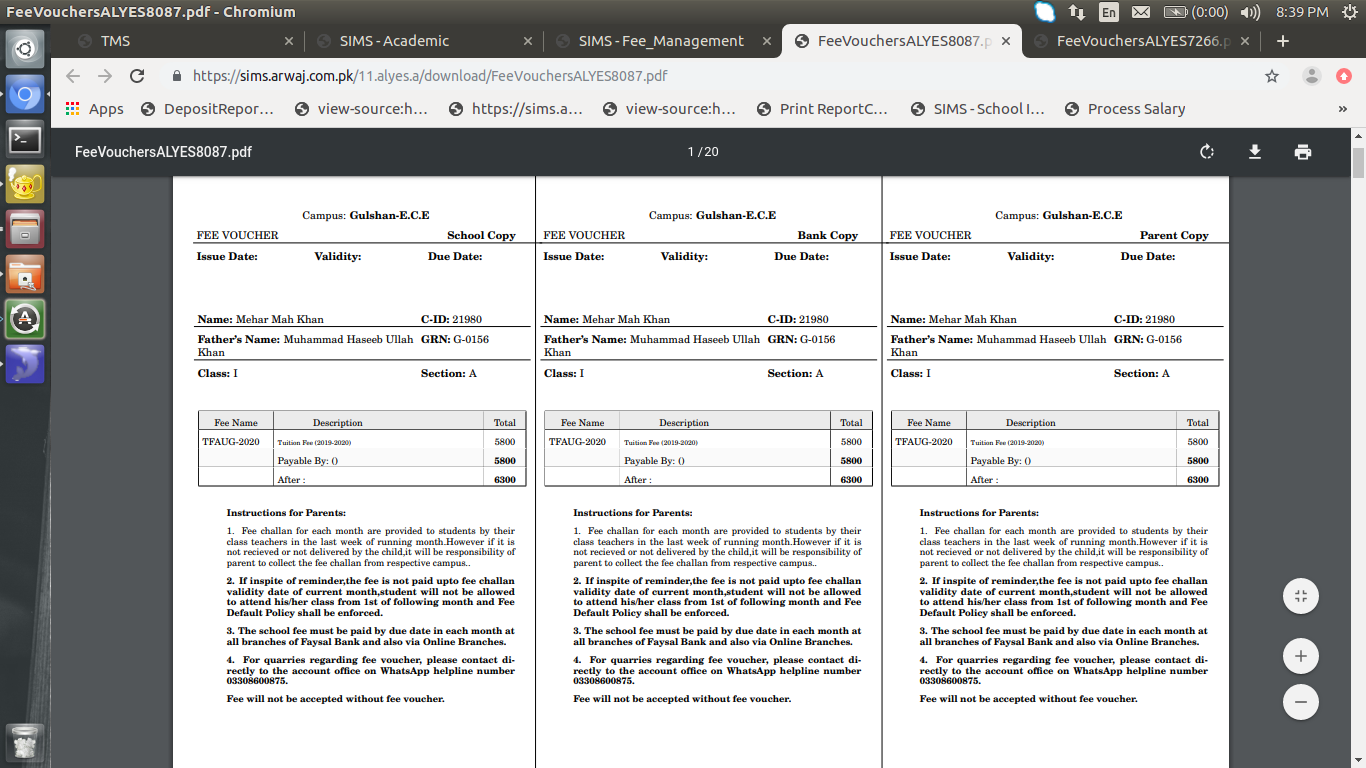 FeeVouchersALYES8087.pdf - Chromium
En
(0:00)
8:39 PM
TMS
SIMS - Academic
SIMS - Fee_Management
FeeVouchersALYES8087.p
FeeVouchersALYES7266.p
https://sims.arwaj.com.pk/11.alyes.a/download/FeeVouchersALYES8087.pdf
Apps
DepositRepor...
view-source:h...
https://sims.a...
view-source:h...
Print ReportC...
SIMS - School I...
Process Salary
»
FeeVouchersALYES8087.pdf
1 / 20
Campus: Gulshan-E.C.E
FEE VOUCHER School Copy
Issue Date: Validity: Due Date:
Name: Mehar Mah Khan C-ID: 21980
Father's Name: Muhammad Haseeb Ullah GRN: G-0156
Khan
Class: I Section: A
Fee Name Description Total
TFAUG-2020 Tuition Fee (2019-2020) 5800
Payable By: () 5800
After : 6300
Instructions for Parents:
1. Fee challan for each month are provided to students by their
class teachers in the last week of running month.However if it is
not recieved or not delivered by the child,it will be responsibility of
parent to collect the fee challan from respective campus..
2. If inspite of reminder,the fee is not paid upto fee challan
validity date of current month,student will not be allowed
to attend his/her class from 1st of following month and Fee
Default Policy shall be enforced.
3. The school fee must be paid by due date in each month at
all branches of Faysal Bank and also via Online Branches.
4. For quarries regarding fee voucher, please contact di-
rectly to the account office on WhatsApp helpline number
03308600875.
Fee will not be accepted without fee voucher.
Campus: Gulshan-E.C.E
FEE VOUCHER Bank Copy
Issue Date: Validity: Due Date:
Name: Mehar Mah Khan C-ID: 21980
Father's Name: Muhammad Haseeb Ullah GRN: G-0156
Khan
Class: I Section: A
Fee Name Description Total
TFAUG-2020 Tuition Fee (2019-2020) 5800
Payable By: () 5800
After : 6300
Instructions for Parents:
1. Fee challan for each month are provided to students by their
class teachers in the last week of running month.However if it is
not recieved or not delivered by the child,it will be responsibility of
parent to collect the fee challan from respective campus..
2. If inspite of reminder,the fee is not paid upto fee challan
validity date of current month,student will not be allowed
to attend his/her class from 1st of following month and Fee
Default Policy shall be enforced.
3. The school fee must be paid by due date in each month at
all branches of Faysal Bank and also via Online Branches.
4. For quarries regarding fee voucher, please contact di-
rectly to the account office on WhatsApp helpline number
03308600875.
Fee will not be accepted without fee voucher.
Campus: Gulshan-E.C.E
FEE VOUCHER Parent Copy
Issue Date: Validity: Due Date:
Name: Mehar Mah Khan C-ID: 21980
Father's Name: Muhammad Haseeb Ullah GRN: G-0156
Khan
Class: I Section: A
Fee Name Description Total
TFAUG-2020 Tuition Fee (2019-2020) 5800
Payable By: () 5800
After : 6300
Instructions for Parents:
1. Fee challan for each month are provided to students by their
class teachers in the last week of running month.However if it is
not recieved or not delivered by the child,it will be responsibility of
parent to collect the fee challan from respective campus..
2. If inspite of reminder,the fee is not paid upto fee challan
validity date of current month,student will not be allowed
to attend his/her class from 1st of following month and Fee
Default Policy shall be enforced.
3. The school fee must be paid by due date in each month at
all branches of Faysal Bank and also via Online Branches.
4. For quarries regarding fee voucher, please contact di-
rectly to the account office on WhatsApp helpline number
03308600875.
Fee will not be accepted without fee voucher.